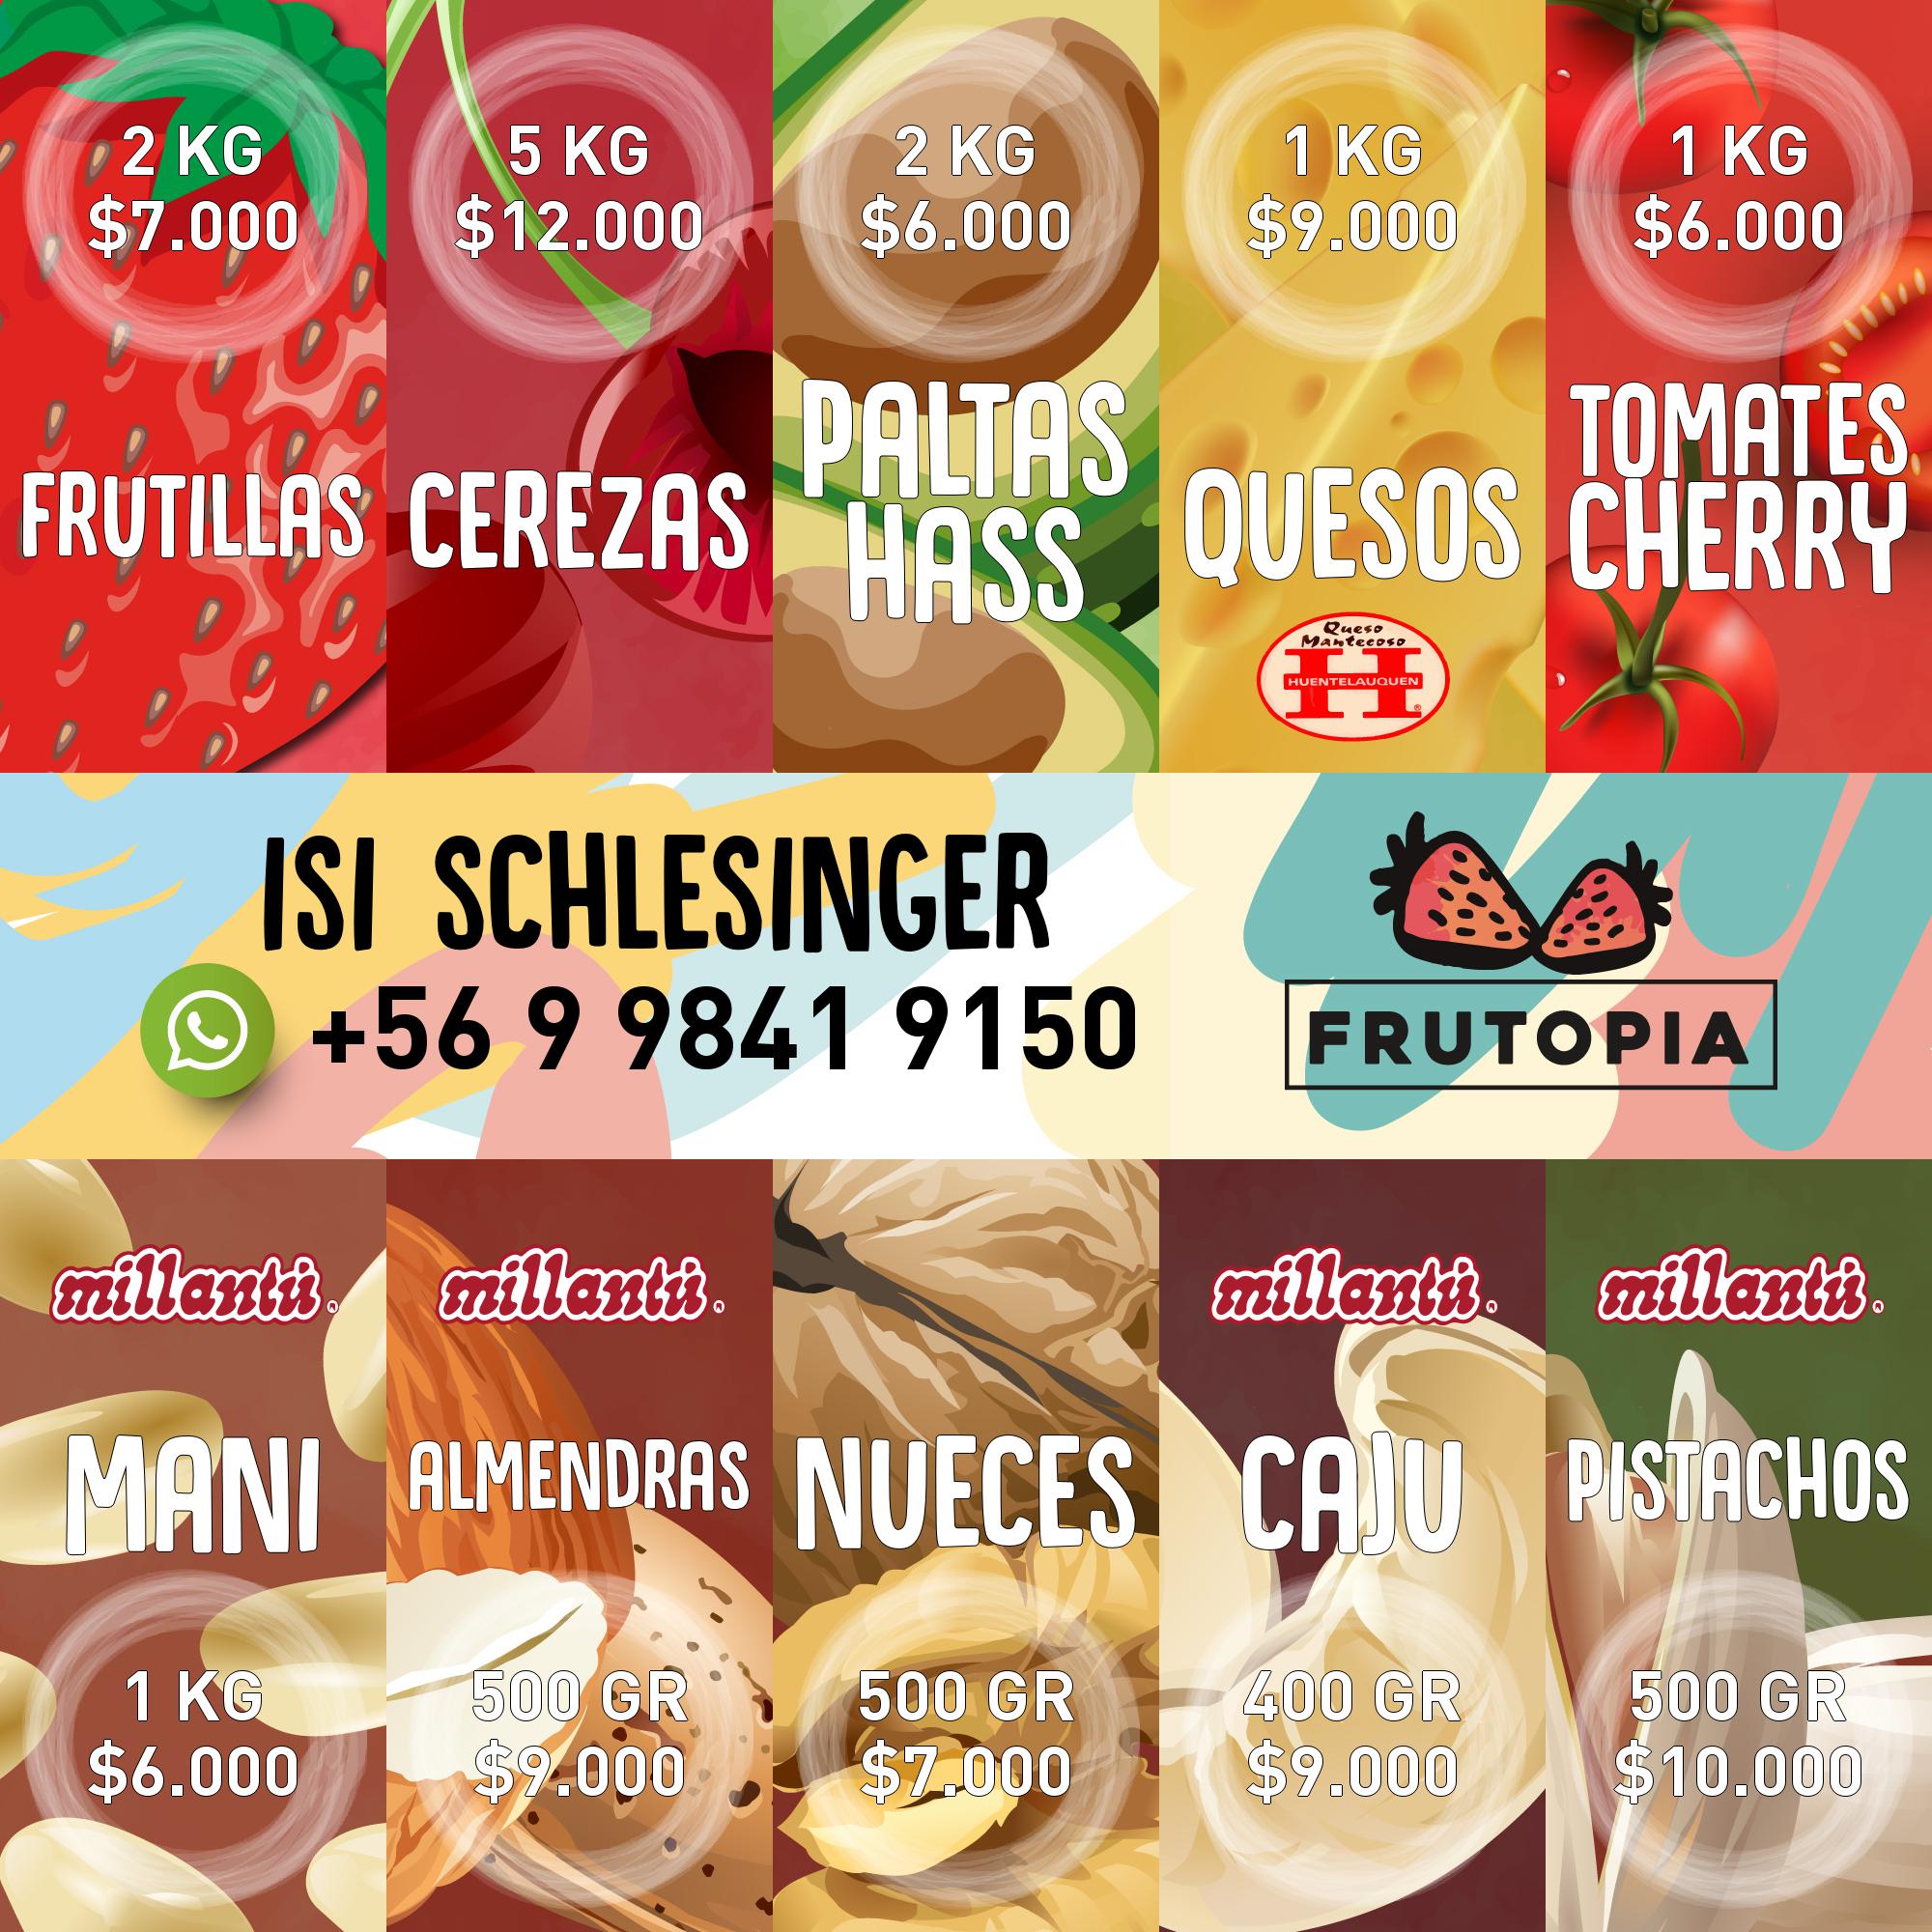 2 KG
$7.000
FRUTILLAS
5 KG
$12.000
CEREZAS
2 KG
$6.000
PALTAS
HASS
1 KG
$9.000
QUESOS
Queso
Mantecoso
H
HUENTELAUQUEN
®
1 KG
$6.000
TOMATES
CHERRY
ISI SCHLESINGER
+56 9 9841 9150
FRUTOPIA
millantú®
MANI
1 KG
$6.000
millantú®
ALMENDRAS
500 GR
$9.000
NUECES
500 GR
$7.000
millantú®
CAJU
400 GR
$9.000
millantú®
PISTACHOS
500 GR
$10.000